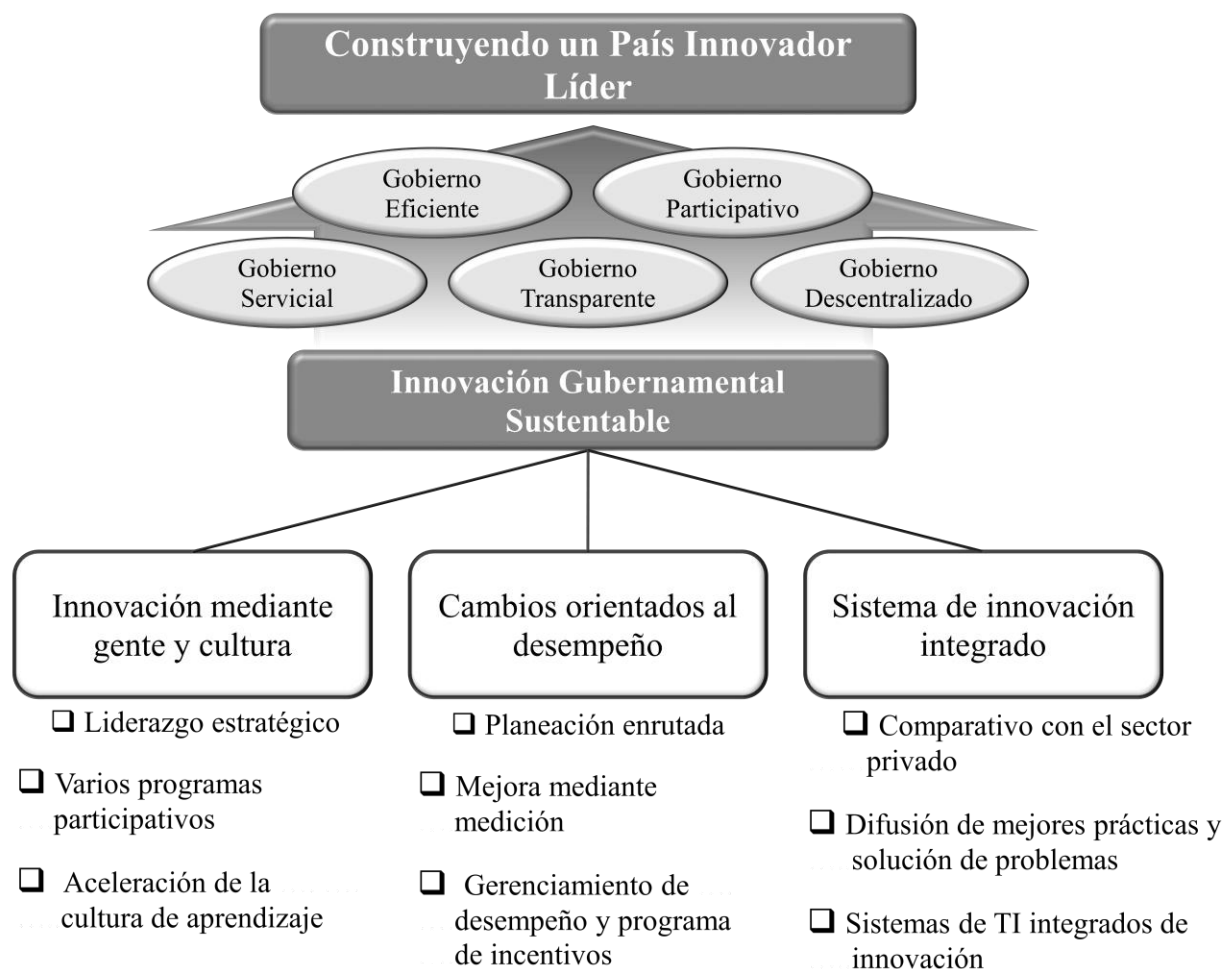 Construyendo un País Innovador
Líder
Gobierno
Eficiente
Gobierno
Participativo
Gobierno
Servicial
Gobierno
Transparente
Gobierno
Descentralizado
Innovación Gubernamental
Sustentable
Innovación mediante
gente y cultura
❑ Liderazgo estratégico
❑ Varios programas
participativos
❑ Aceleración de la
cultura de aprendizaje
Cambios orientados al
desempeño
❑ Planeación enrutada
❑ Mejora mediante
medición
❑ Gerenciamiento de
desempeño y programa
de incentivos
Sistema de innovación
integrado
❑ Comparativo con el sector
privado
❑ Difusión de mejores prácticas y
solución de problemas
❑ Sistemas de TI integrados de
innovación